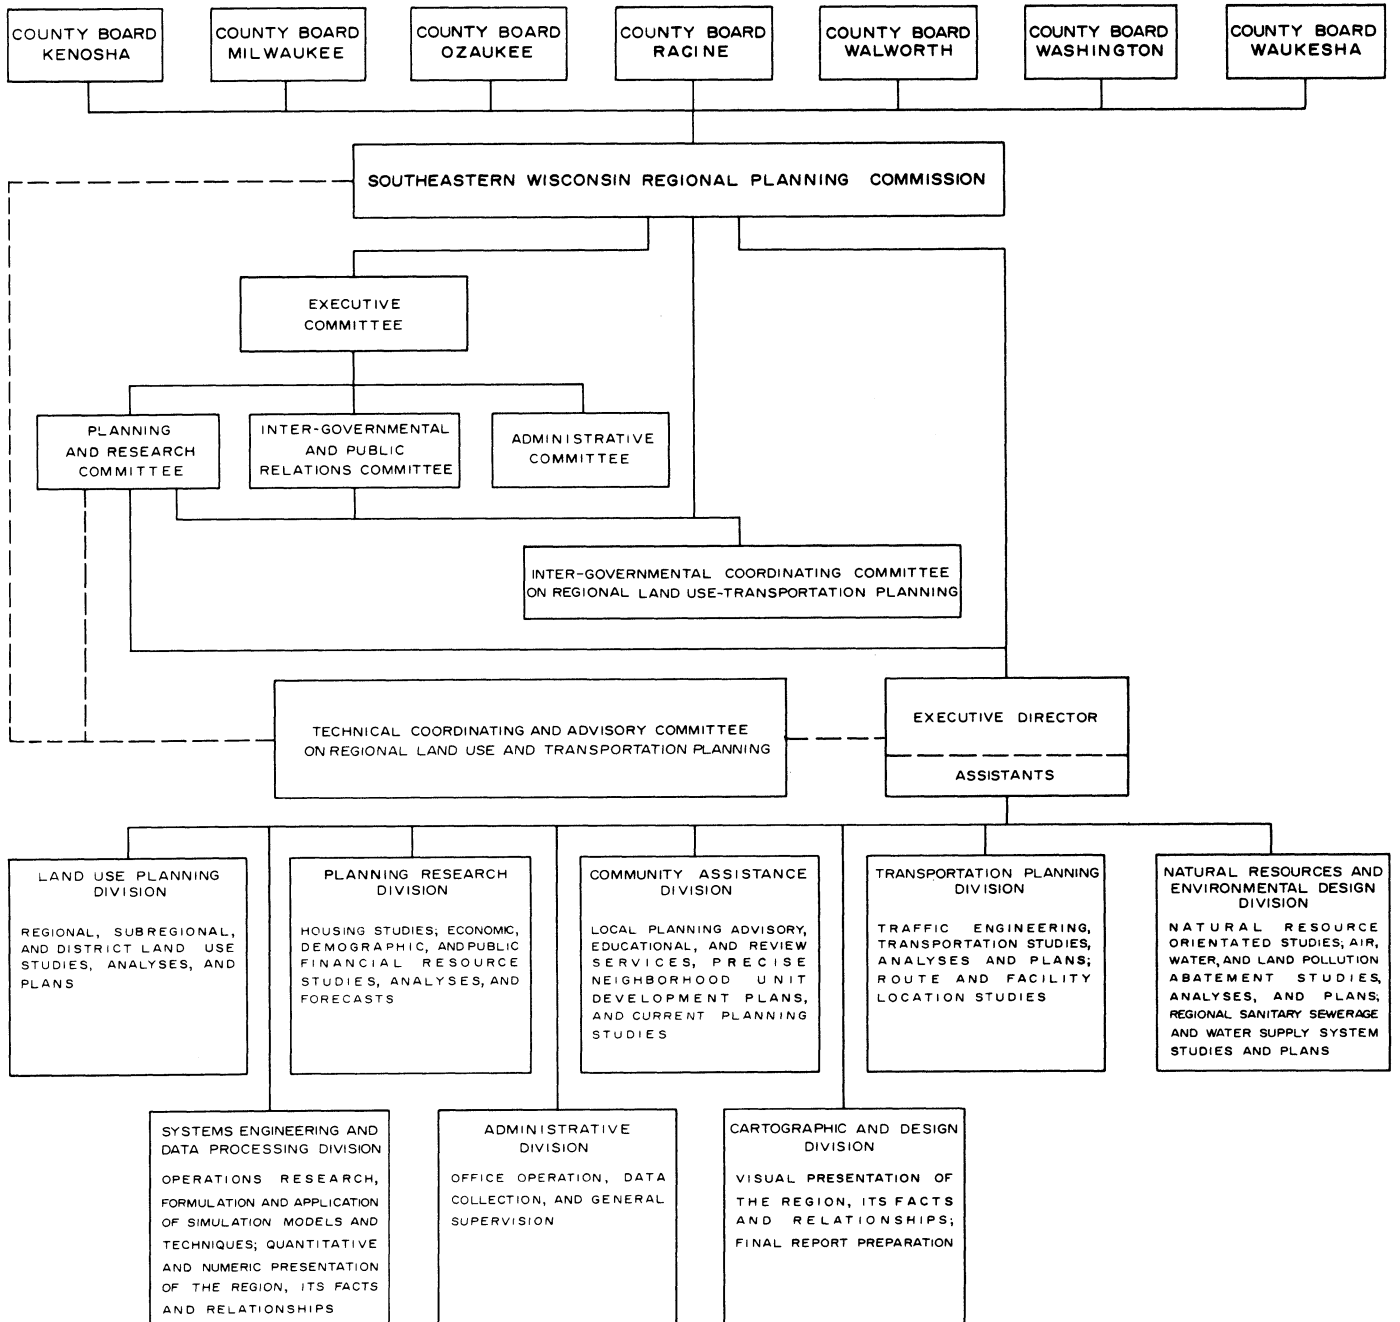 COUNTY BOARD
KENOSHA
COUNTY BOARD
MILWAUKEE
COUNTY BOARD
OZAUKEE
COUNTY BOARD
RACINE
COUNTY BOARD
WALWORTH
COUNTY BOARD
WASHINGTON
COUNTY BOARD
WAUKESHA
SOUTHEASTERN WISCONSIN REGIONAL PLANNING COMMISSION
EXECUTIVE
COMMITTEE
PLANNING
AND RESEARCH
COMMITTEE
INTER-GOVERNMENTAL
AND PUBLIC
RELATIONS COMMITTEE
ADMINISTRATIVE
COMMITTEE
INTER-GOVERNMENTAL COORDINATING COMMITTEE
ON REGIONAL LAND USE-TRANSPORTATION PLANNING
TECHNICAL COORDINATING AND ADVISORY COMMITTEE
ON REGIONAL LAND USE AND TRANSPORTATION PLANNING
EXECUTIVE DIRECTOR
ASSISTANTS
LAND USE PLANNING
DIVISION
REGIONAL, SUBREGIONAL,
AND DISTRICT LAND USE
STUDIES, ANALYSES, AND
PLANS
PLANNING RESEARCH
DIVISION
HOUSING STUDIES; ECONOMIC,
DEMOGRAPHIC, AND PUBLIC
FINANCIAL RESOURCE
STUDIES, ANALYSES, AND
FORECASTS
COMMUNITY ASSISTANCE
DIVISION
LOCAL PLANNING ADVISORY,
EDUCATIONAL, AND REVIEW
SERVICES, PRECISE
NEIGHBORHOOD UNIT
DEVELOPMENT PLANS,
AND CURRENT PLANNING
STUDIES
TRANSPORTATION PLANNING
DIVISION
TRAFFIC ENGINEERING,
TRANSPORTATION STUDIES,
ANALYSES AND PLANS;
ROUTE AND FACILITY
LOCATION STUDIES
NATURAL RESOURCES AND
ENVIRONMENTAL DESIGN
DIVISION
NATURAL RESOURCE
ORIENTATED STUDIES; AIR,
WATER, AND LAND POLLUTION
ABATEMENT STUDIES,
ANALYSES, AND PLANS;
REGIONAL SANITARY SEWERAGE
AND WATER SUPPLY SYSTEM
STUDIES AND PLANS
SYSTEMS ENGINEERING AND
DATA PROCESSING DIVISION
OPERATIONS RESEARCH,
FORMULATION AND APPLICATION
OF SIMULATION MODELS AND
TECHNIQUES; QUANTITATIVE
AND NUMERIC PRESENTATION
OF THE REGION, ITS FACTS
AND RELATIONSHIPS
ADMINISTRATIVE
DIVISION
OFFICE OPERATION, DATA
COLLECTION, AND GENERAL
SUPERVISION
CARTOGRAPHIC AND DESIGN
DIVISION
VISUAL PRESENTATION OF
THE REGION, ITS FACTS
AND RELATIONSHIPS;
FINAL REPORT PREPARATION